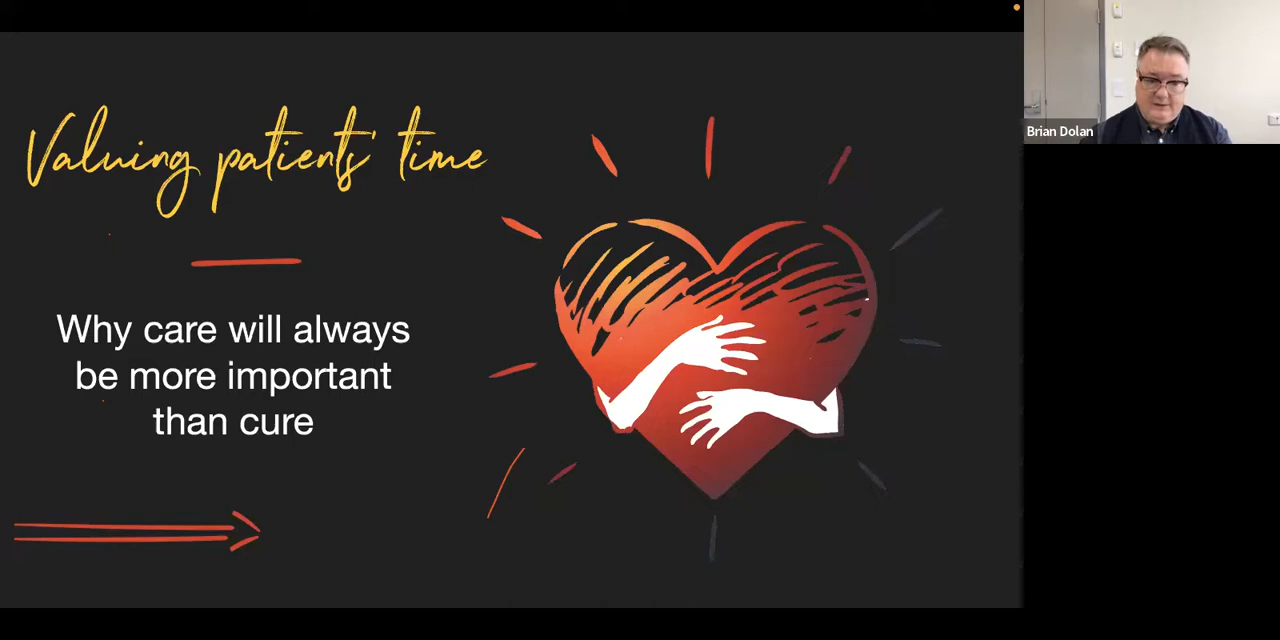 Valuing patients' time
Why care will always
be more important
than cure
Brian Dolan